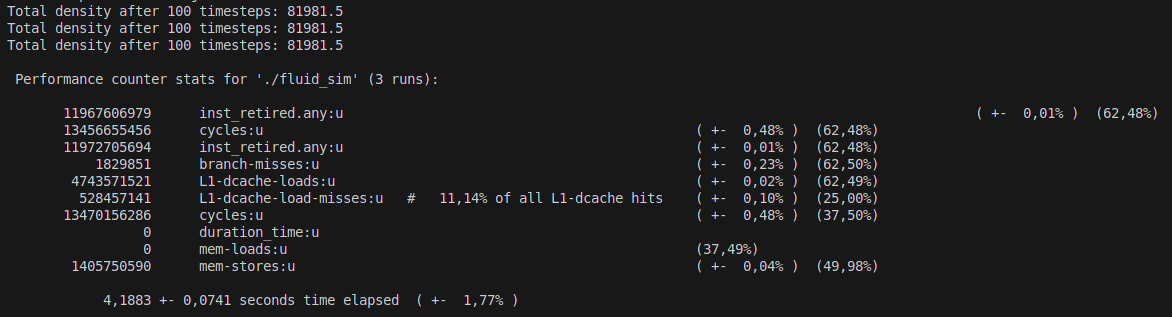 Total density after 100 timesteps: 81981.5
Total density after 100 timesteps: 81981.5
Total density after 100 timesteps: 81981.5
Performance counter stats for './fluid_sim' (3 runs):
11967606979 inst_retired.any:u ( +- 0,01% ) (62,48%)
13456655456 cycles:u ( +- 0,48% ) (62,48%)
11972705694 inst_retired.any:u ( +- 0,01% ) (62,48%)
1829851 branch-misses:u ( +- 0,23% ) (62,50%)
4743571521 L1-dcache-loads:u ( +- 0,02% ) (62,49%)
528457141 L1-dcache-load-misses:u # 11,14% of all L1-dcache hits ( +- 0,10% ) (25,00%)
13470156286 cycles:u ( +- 0,48% ) (37,50%)
0 duration_time:u
0 mem-loads:u (37,49%)
1405750590 mem-stores:u ( +- 0,04% ) (49,98%)
4,1883 +- 0,0741 seconds time elapsed ( +- 1,77% )